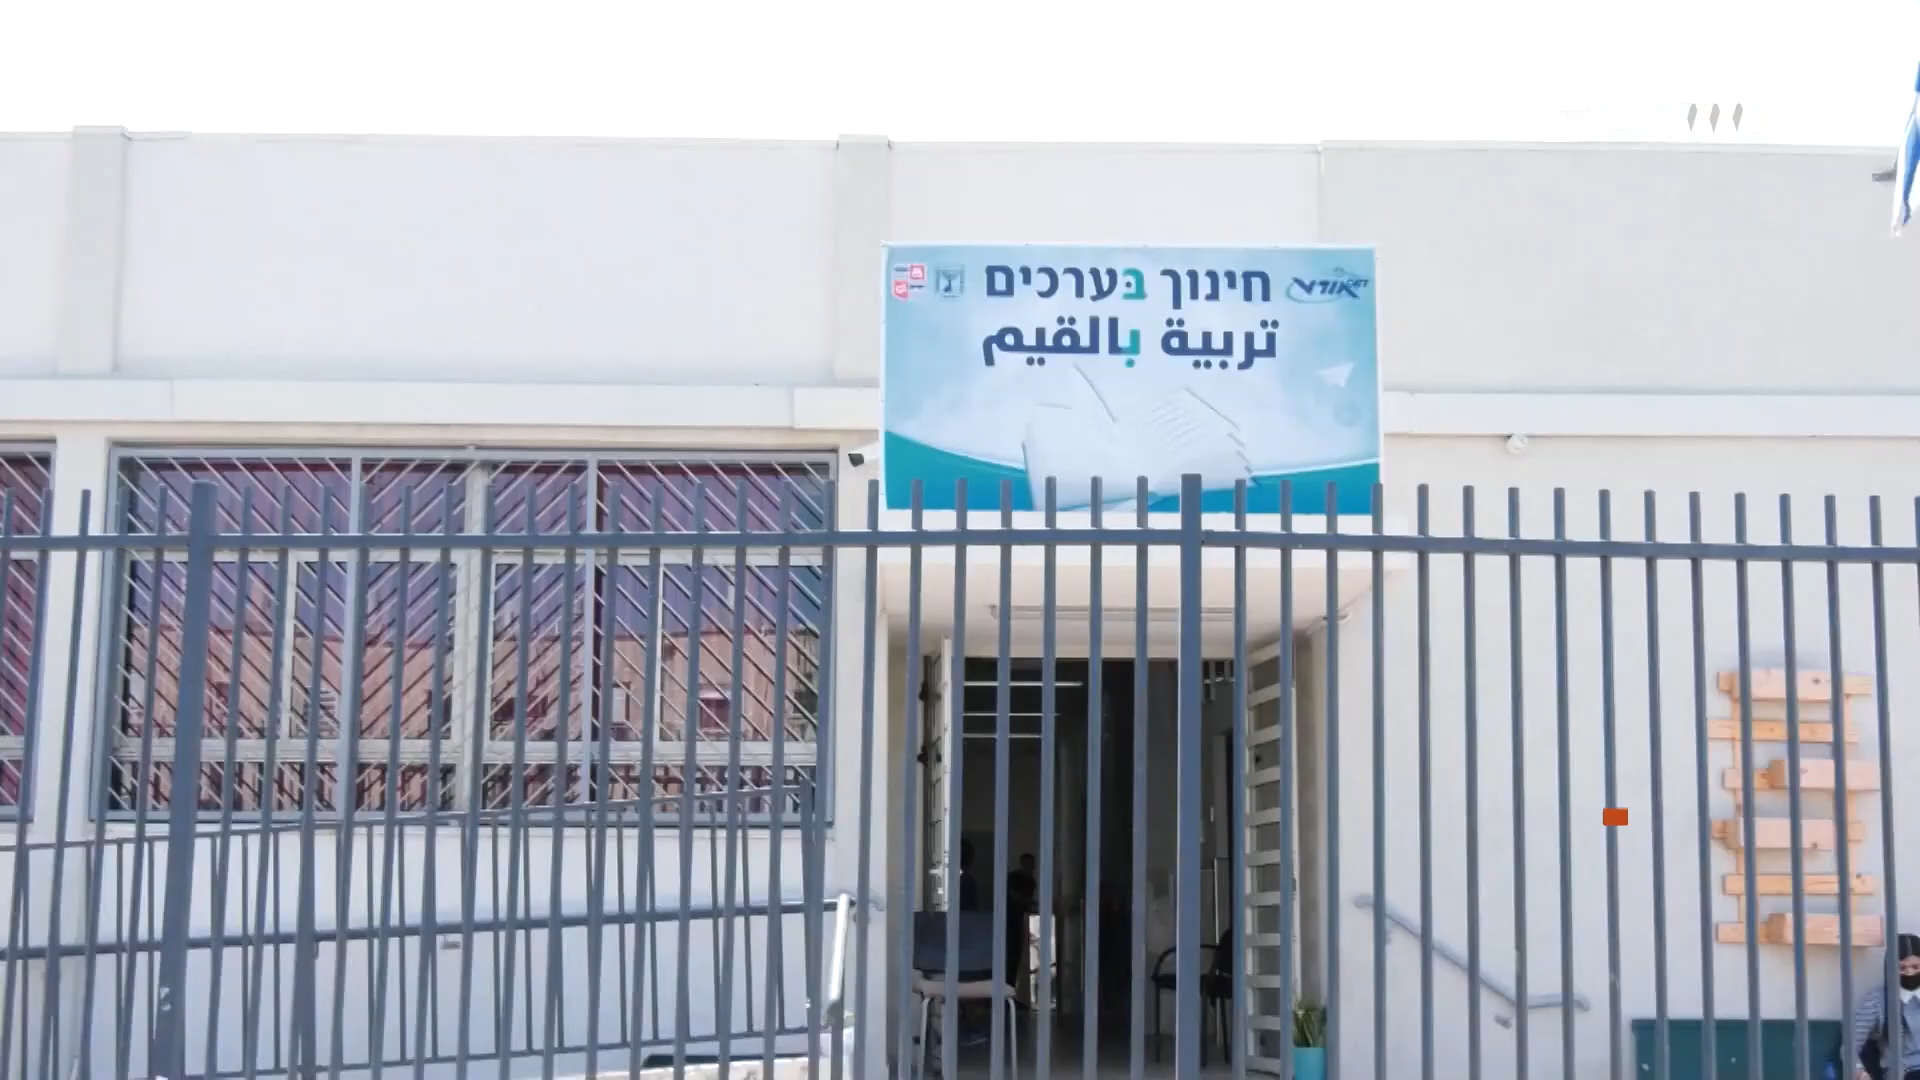 חינוך בערכים
تربية بالقيم